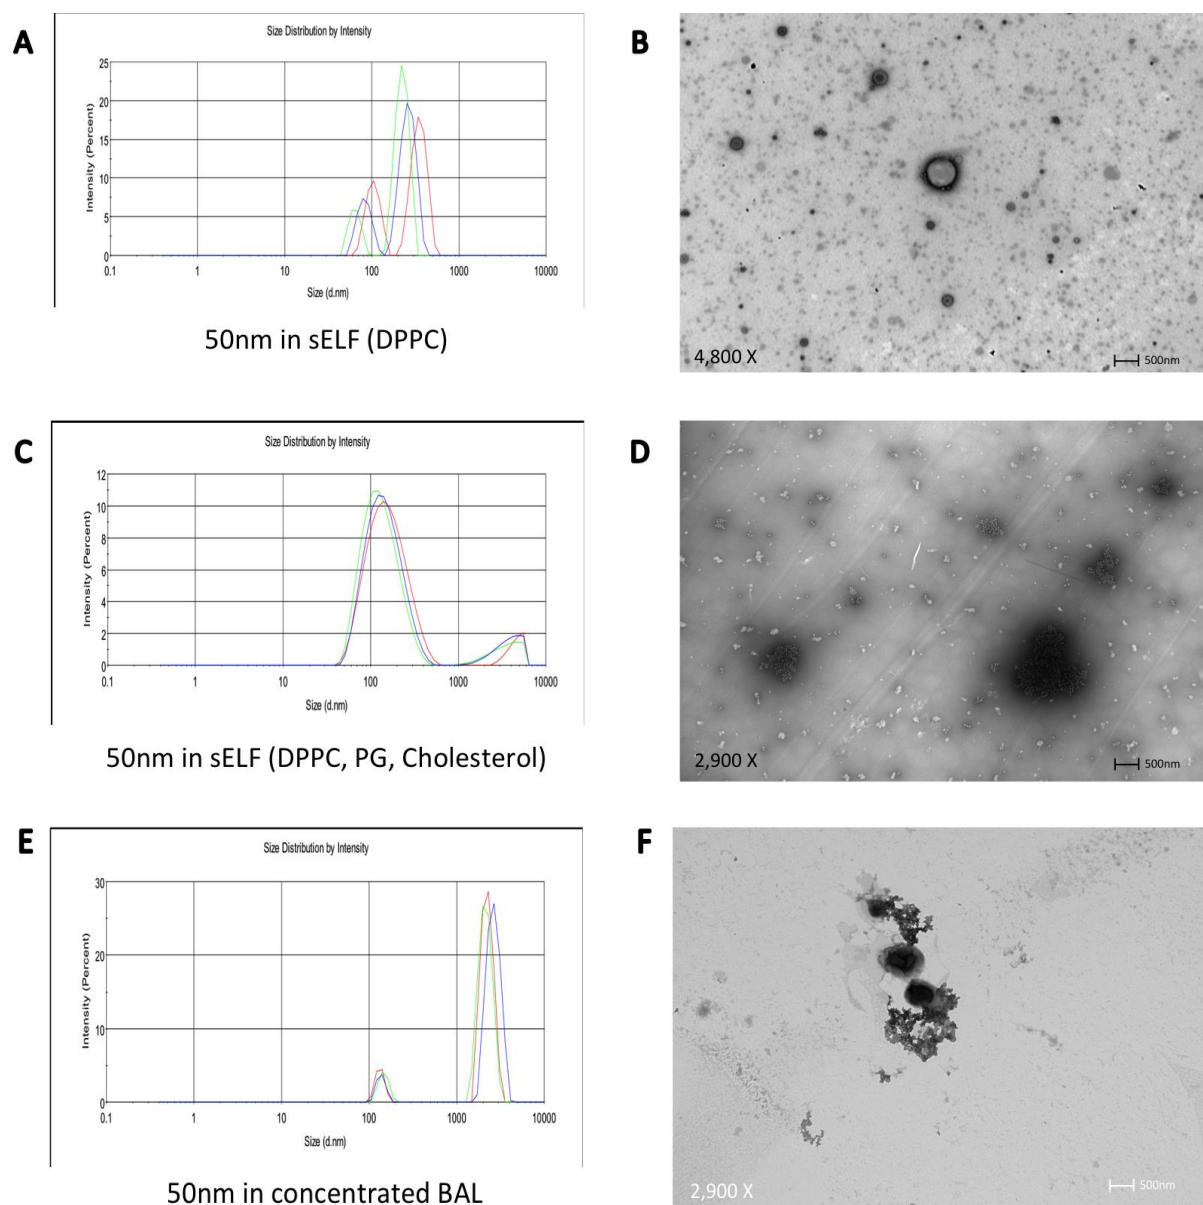 A
Size Distribution by Intensity
Intensity (Percent)
25
20
15
10
5
0
0.1 1 10 100 1000 10000
Size (d.nm)
50nm in sELF (DPPC)
B
4,800 X
500nm
C
Size Distribution by Intensity
Intensity (Percent)
12
10
8
6
4
2
0
0.1 1 10 100 1000 10000
Size (d.nm)
50nm in sELF (DPPC, PG, Cholesterol)
D
2,900 X
500nm
E
Size Distribution by Intensity
Intensity (Percent)
30
20
10
0
0.1 1 10 100 1000 10000
Size (d.nm)
50nm in concentrated BAL
F
2,900 X
500nm